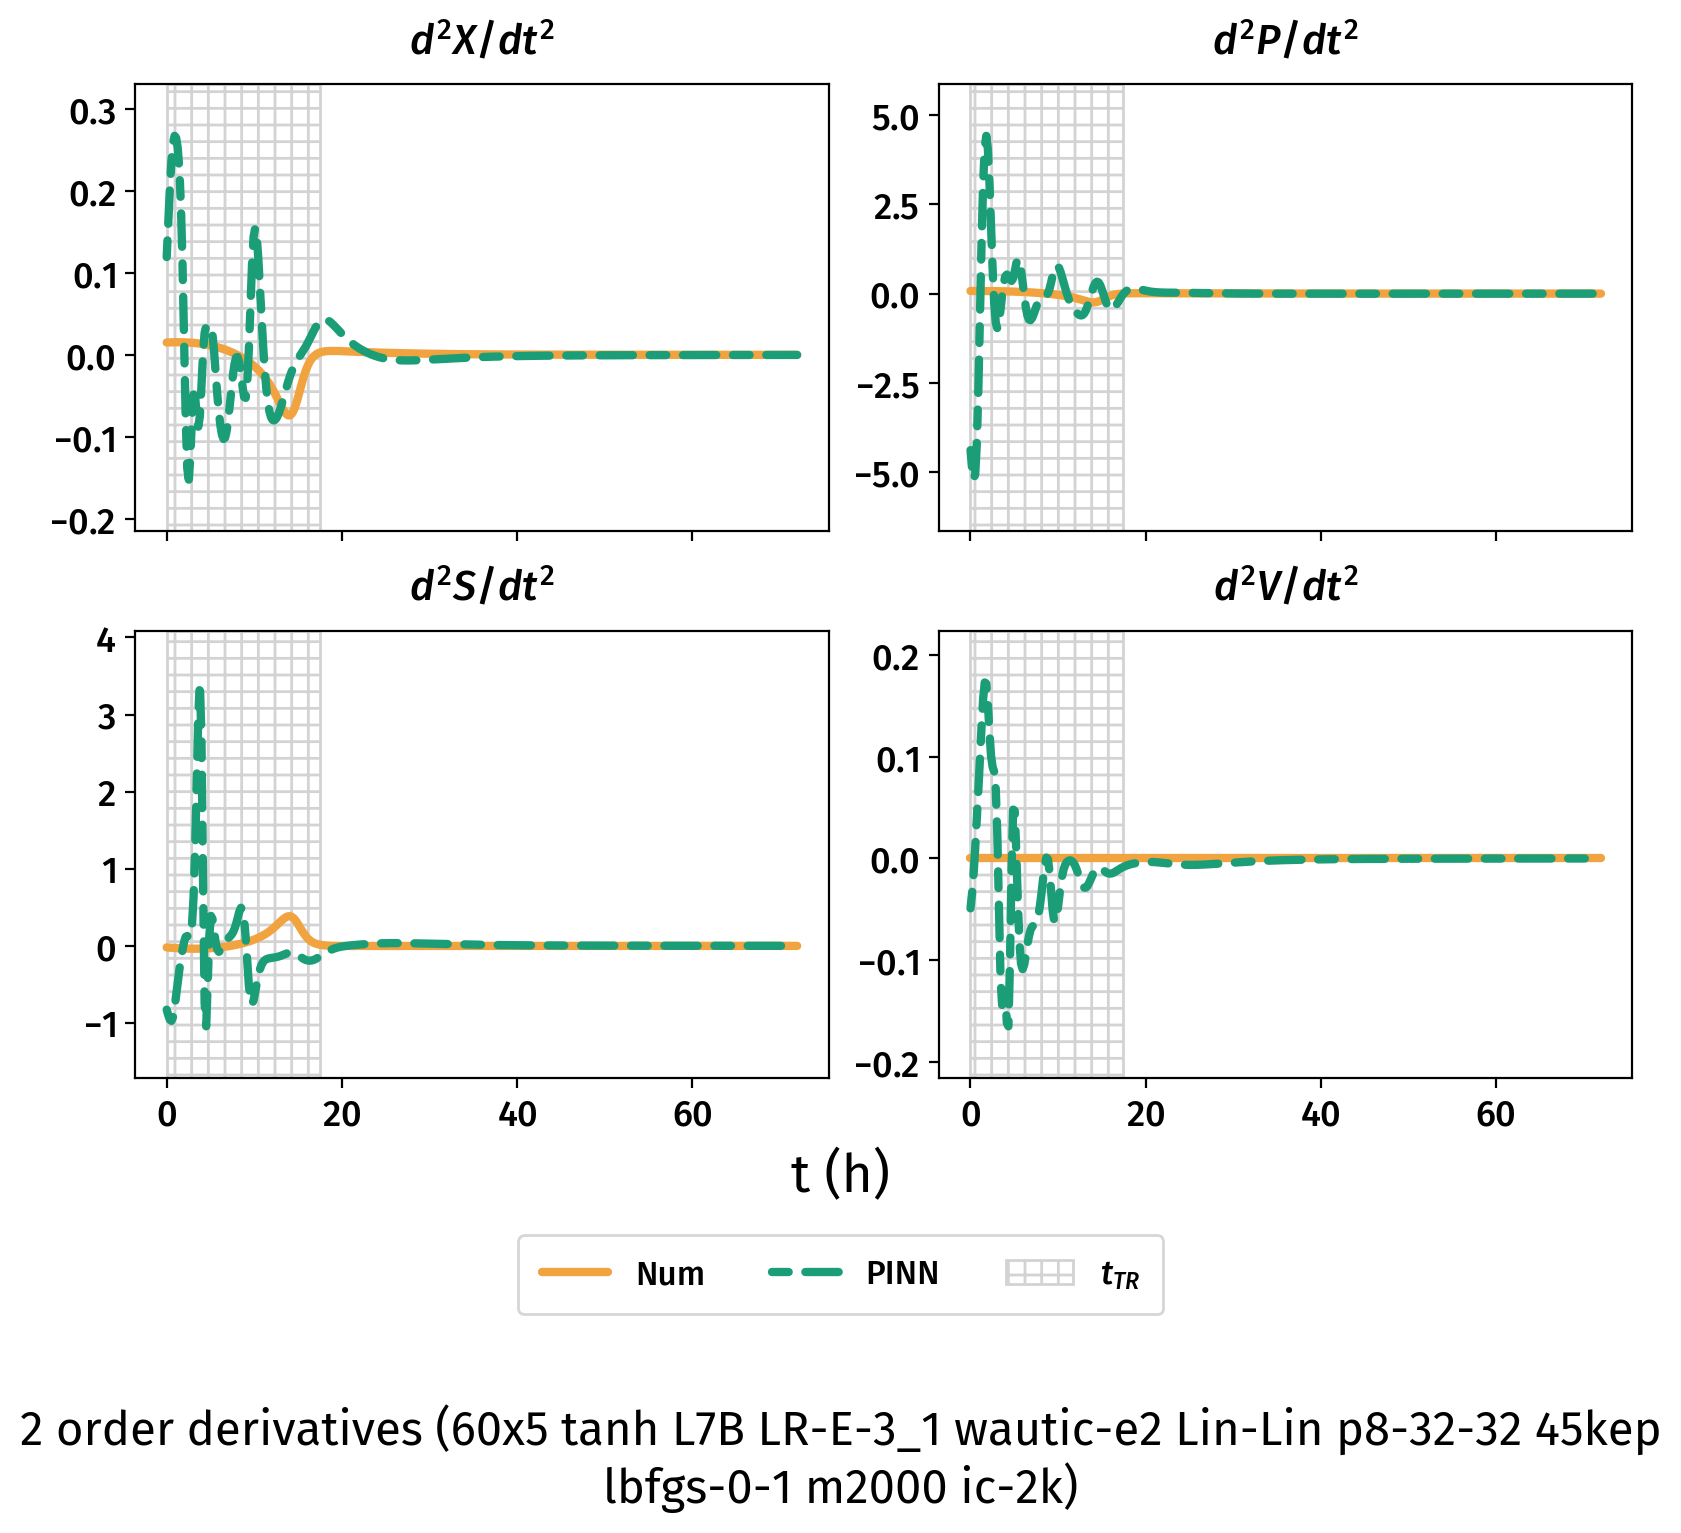 d²X/dt²
d²P/dt²
0.3
0.2
0.1
0.0
−0.1
−0.2
5.0
2.5
0.0
−2.5
−5.0
d²S/dt²
d²V/dt²
4
3
2
1
0
−1
0.2
0.1
0.0
−0.1
−0.2
0 20 40 60
0 20 40 60
t (h)
Num PINN t_TR
2 order derivatives (60x5 tanh L7B LR-E-3_1 wautic-e2 Lin-Lin p8-32-32 45kep
lbfgs-0-1 m2000 ic-2k)